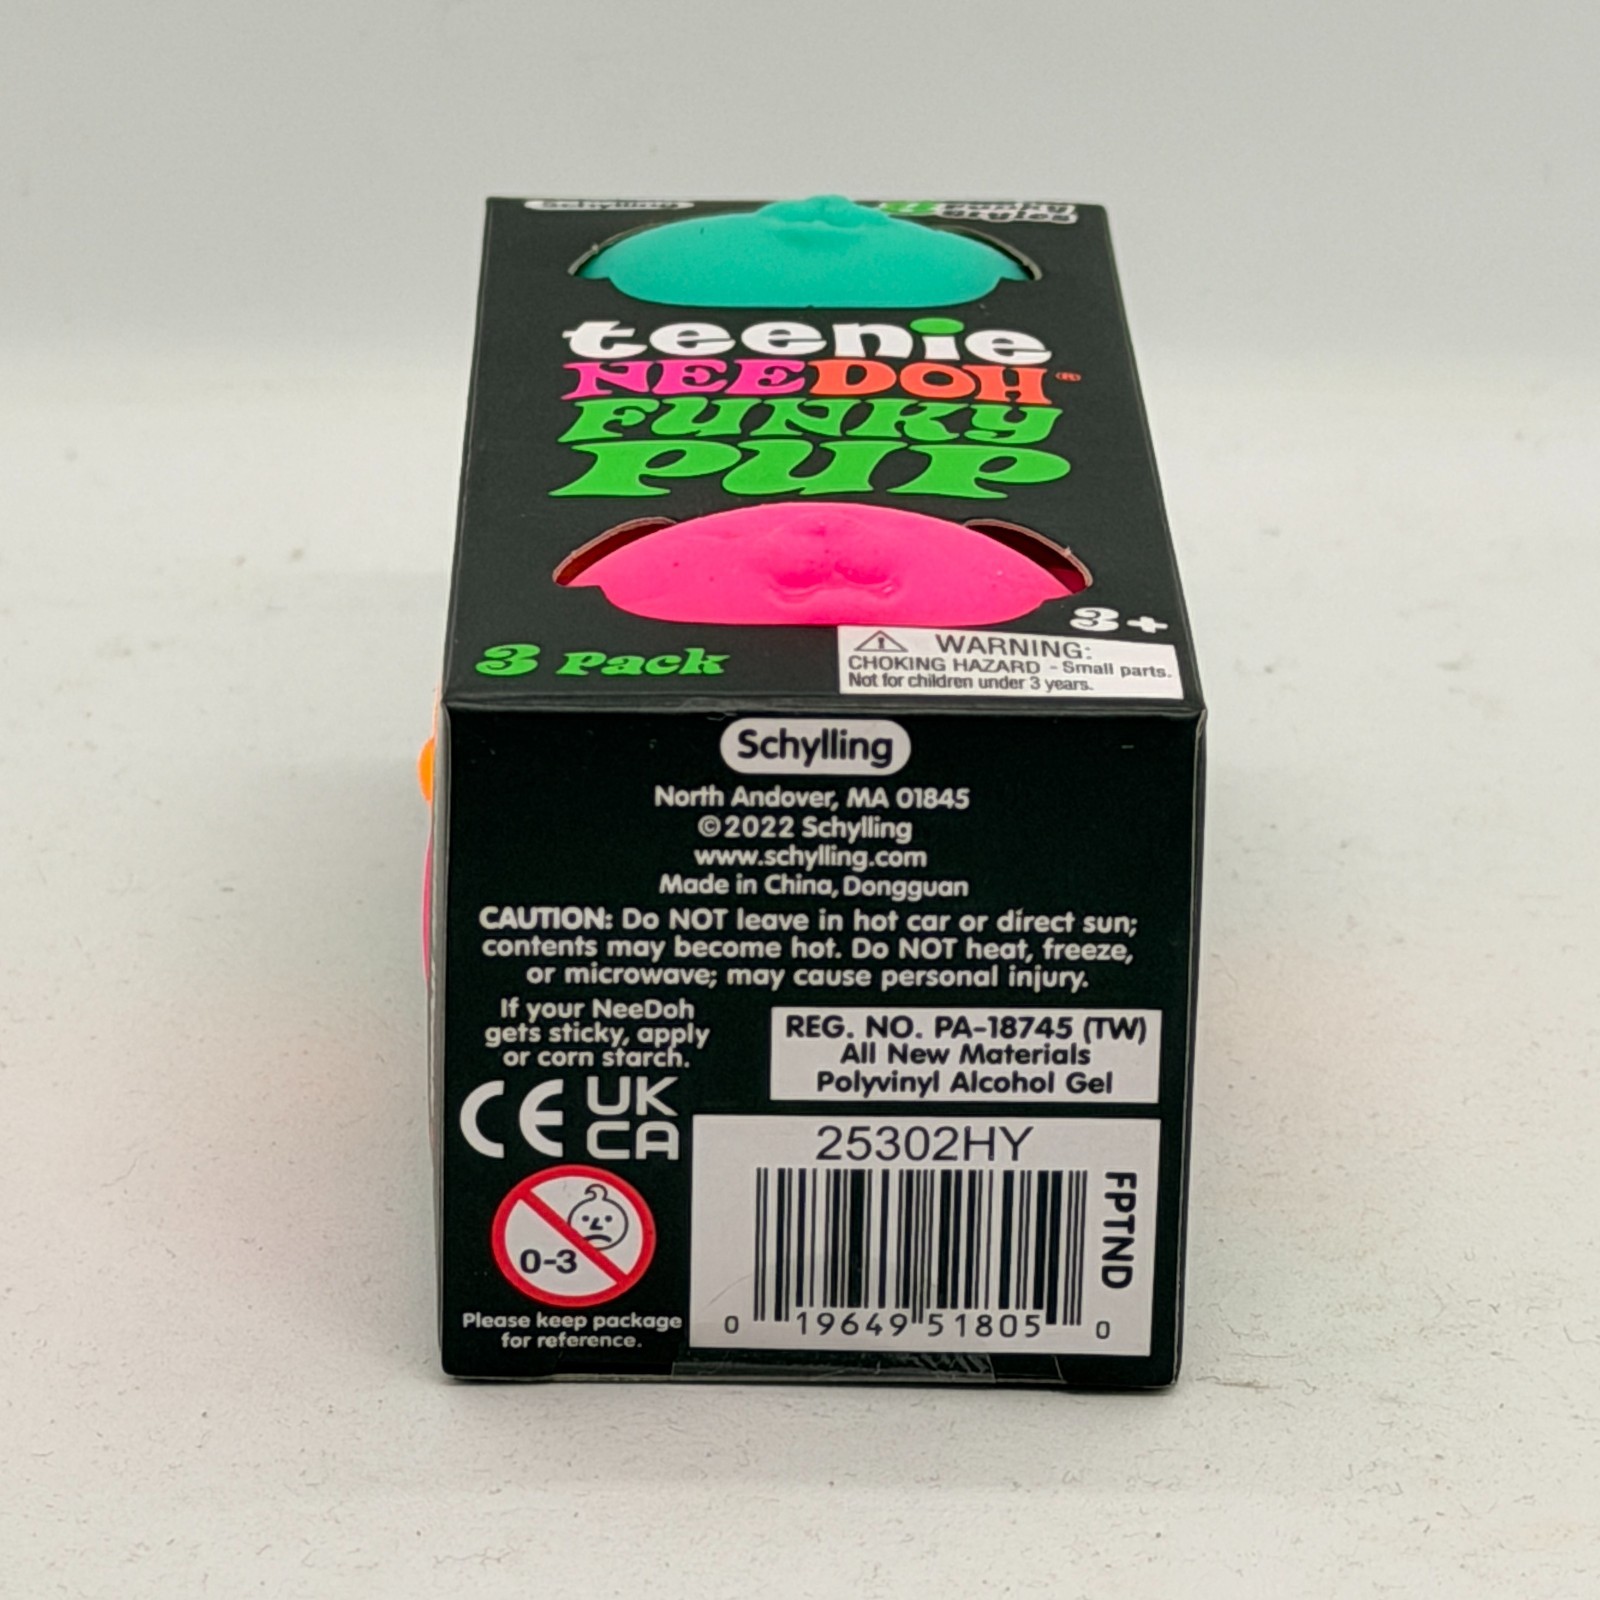 Schylling
Funky
Styles
teenie
NEEDOH®
FUNKY
PUP
3+
3 Pack
WARNING:
CHOKING HAZARD - Small parts.
Not for children under 3 years.
Schylling
North Andover, MA 01845
©2022 Schylling
www.schylling.com
Made in China, Dongguan
CAUTION: Do NOT leave in hot car or direct sun;
contents may become hot. Do NOT heat, freeze,
or microwave; may cause personal injury.
If your NeeDoh
gets sticky, apply
or corn starch.
REG. NO. PA-18745 (TW)
All New Materials
Polyvinyl Alcohol Gel
CE UK
CA
25302HY
FPTND
0-3
0 19649 51805 0
Please keep package
for reference.